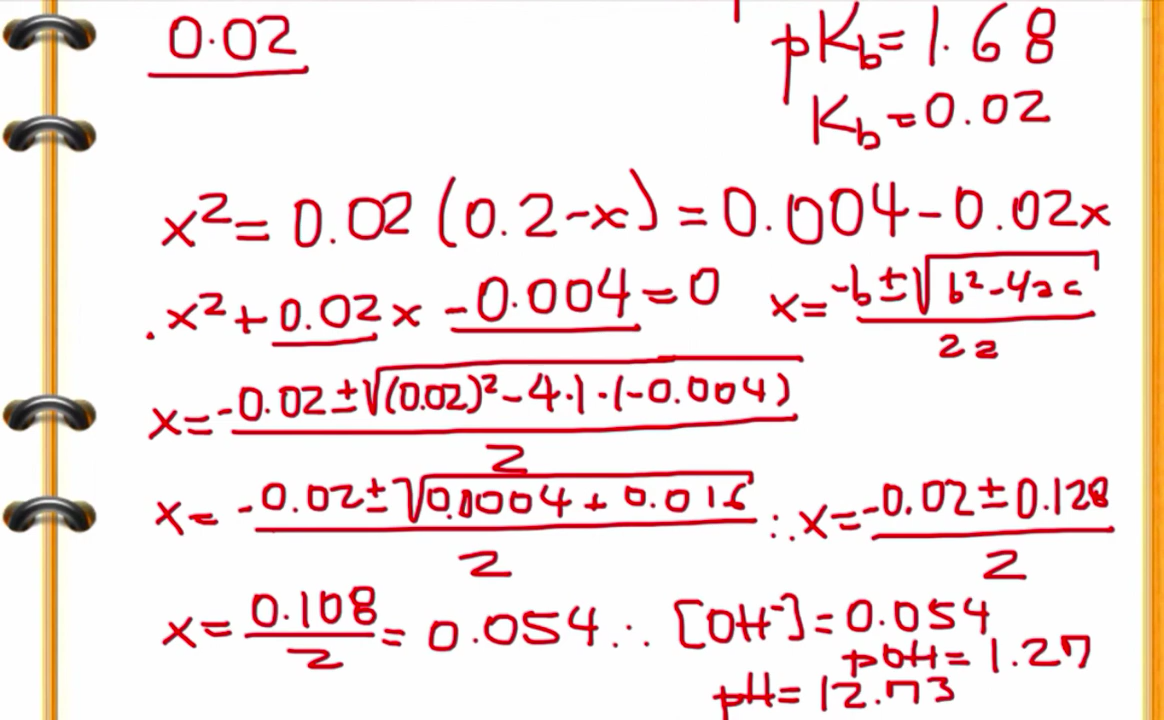 0.02
pKb = 1.68
Kb = 0.02
x² = 0.02 (0.2-x) = 0.004 - 0.02x
. x² + 0.02x - 0.004 = 0 x = -b ± √b² - 4ac / 2a
x = -0.02 ± √(0.02)² - 4·1·(-0.004) / 2
x = -0.02 ± √0.0004 + 0.016 / 2 ∴ x = -0.02 ± 0.128 / 2
x = 0.108 / 2 = 0.054 ∴ [OH⁻] = 0.054
pOH = 1.27
pH = 12.73